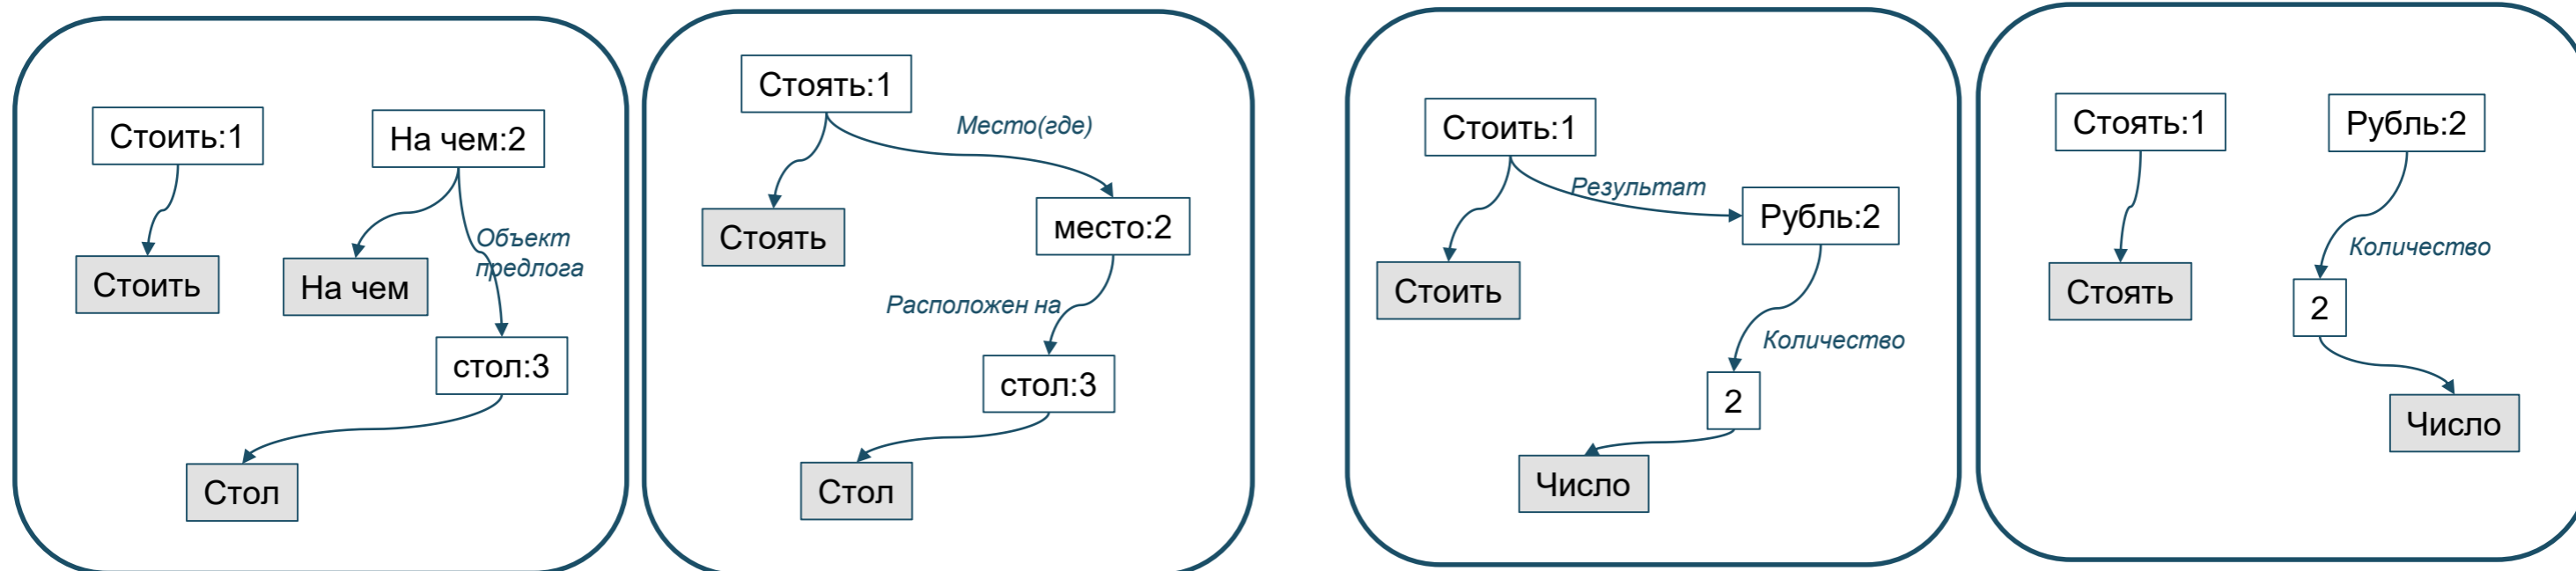 Стоить:1
На чем:2
Стоить
На чем
Объект
предлога
стол:3
Стол
Стоять:1
Место(где)
Стоять
место:2
Расположен на
стол:3
Стол
Стоить:1
Результат
Рубль:2
Стоить
Количество
2
Число
Стоять:1
Рубль:2
Стоять
Количество
2
Число